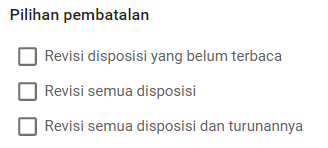 Pilihan pembatalan
Revisi disposisi yang belum terbaca
Revisi semua disposisi
Revisi semua disposisi dan turunannya